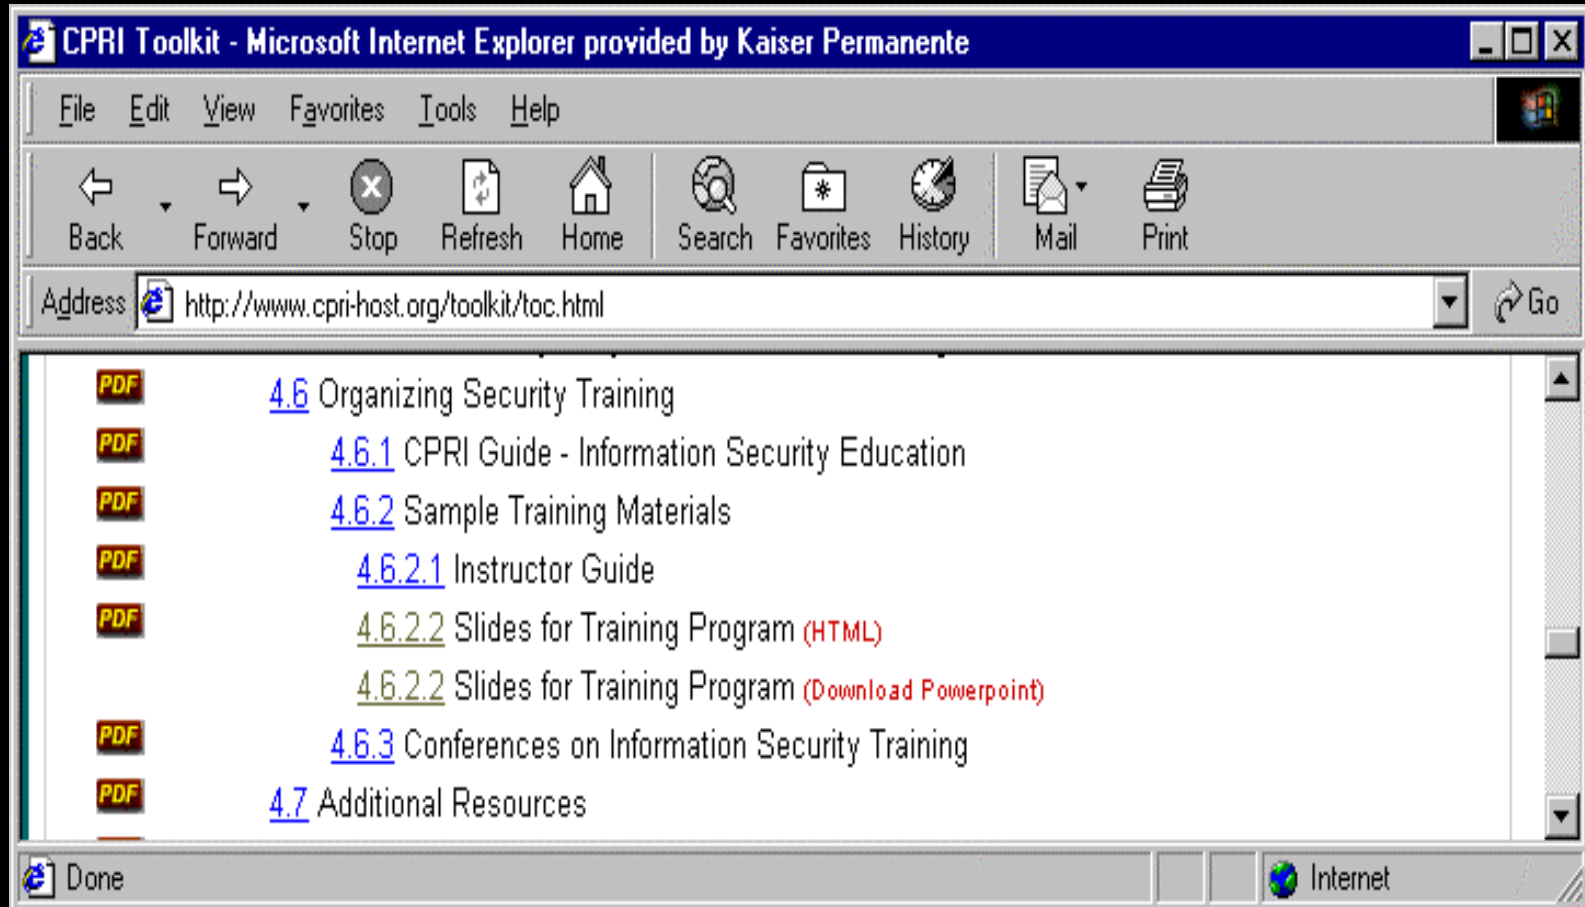 CPRI Toolkit - Microsoft Internet Explorer provided by Kaiser Permanente
File Edit View Favorites Tools Help
Back Forward Stop Refresh Home Search Favorites History Mail Print
Address http://www.cpri-host.org/toolkit/toc.html Go
PDF 4.6 Organizing Security Training
PDF 4.6.1 CPRI Guide - Information Security Education
PDF 4.6.2 Sample Training Materials
PDF 4.6.2.1 Instructor Guide
PDF 4.6.2.2 Slides for Training Program (HTML)
4.6.2.2 Slides for Training Program (Download Powerpoint)
PDF 4.6.3 Conferences on Information Security Training
PDF 4.7 Additional Resources
Done Internet